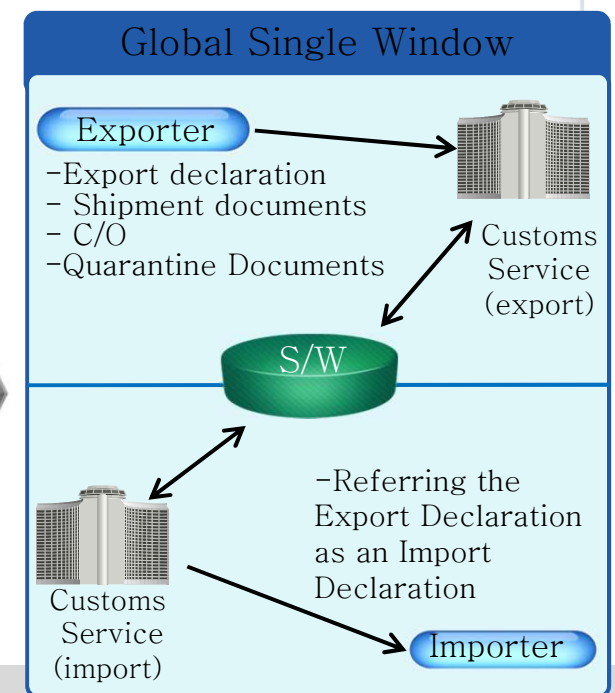 Global Single Window
Exporter
-Export declaration
- Shipment documents
- C/O
-Quarantine Documents
Customs
Service
(export)
S/W
-Referring the
Export Declaration
as an Import
Declaration
Customs
Service
(import)
Importer